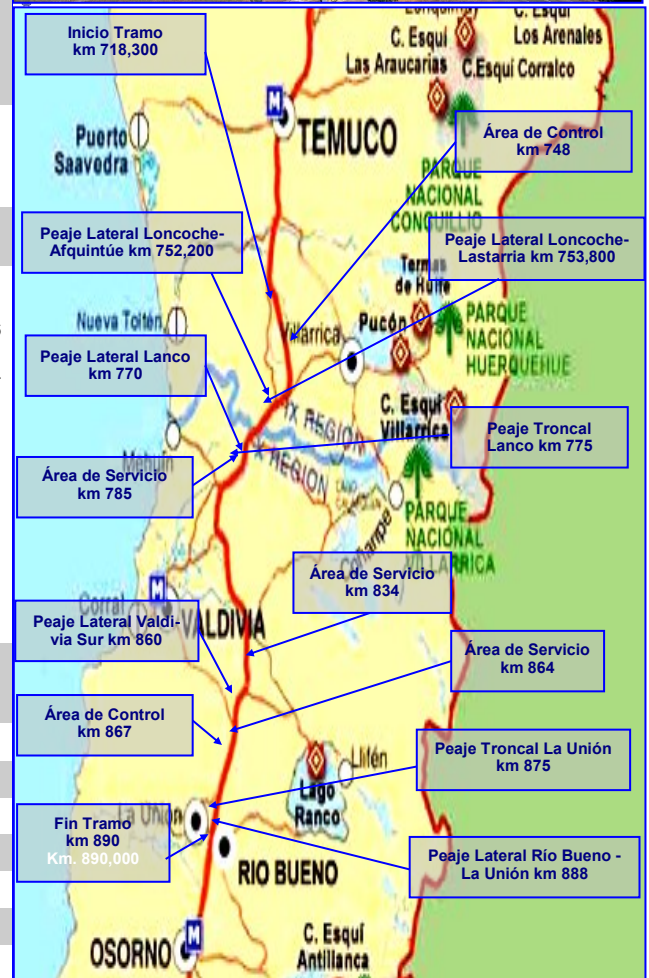 C. Esquí
Los Arenales
C. Esquí
Las Araucarias
C.Esquí Corralco
Inicio Tramo
km 718,300
TEMUCO
Puerto
Saavedra
Área de Control
km 748
PARQUE
NACIONAL
CONGUILLIO
Peaje Lateral Loncoche-
Afquintúe km 752,200
Peaje Lateral Loncoche-
Lastarria km 753,800
Termas
de Huife
Nueva Toltén
Villarrica
Pucón
PARQUE
NACIONAL
HUERQUEHUE
Peaje Lateral Lanco
km 770
C. Esquí
Villarrica
IX REGION
X REGION
Peaje Troncal
Lanco km 775
Mehuín
Área de Servicio
km 785
Coñaripe
PARQUE
NACIONAL
VILLARRICA
Área de Servicio
km 834
Corral
VALDIVIA
Peaje Lateral Valdi-
via Sur km 860
Área de Servicio
km 864
Área de Control
km 867
Peaje Troncal La Unión
km 875
Llifén
Lago
Ranco
La Unión
Fin Tramo
km 890
Km. 890,000
RIO BUENO
Peaje Lateral Río Bueno -
La Unión km 888
OSORNO
C. Esquí
Antillanca